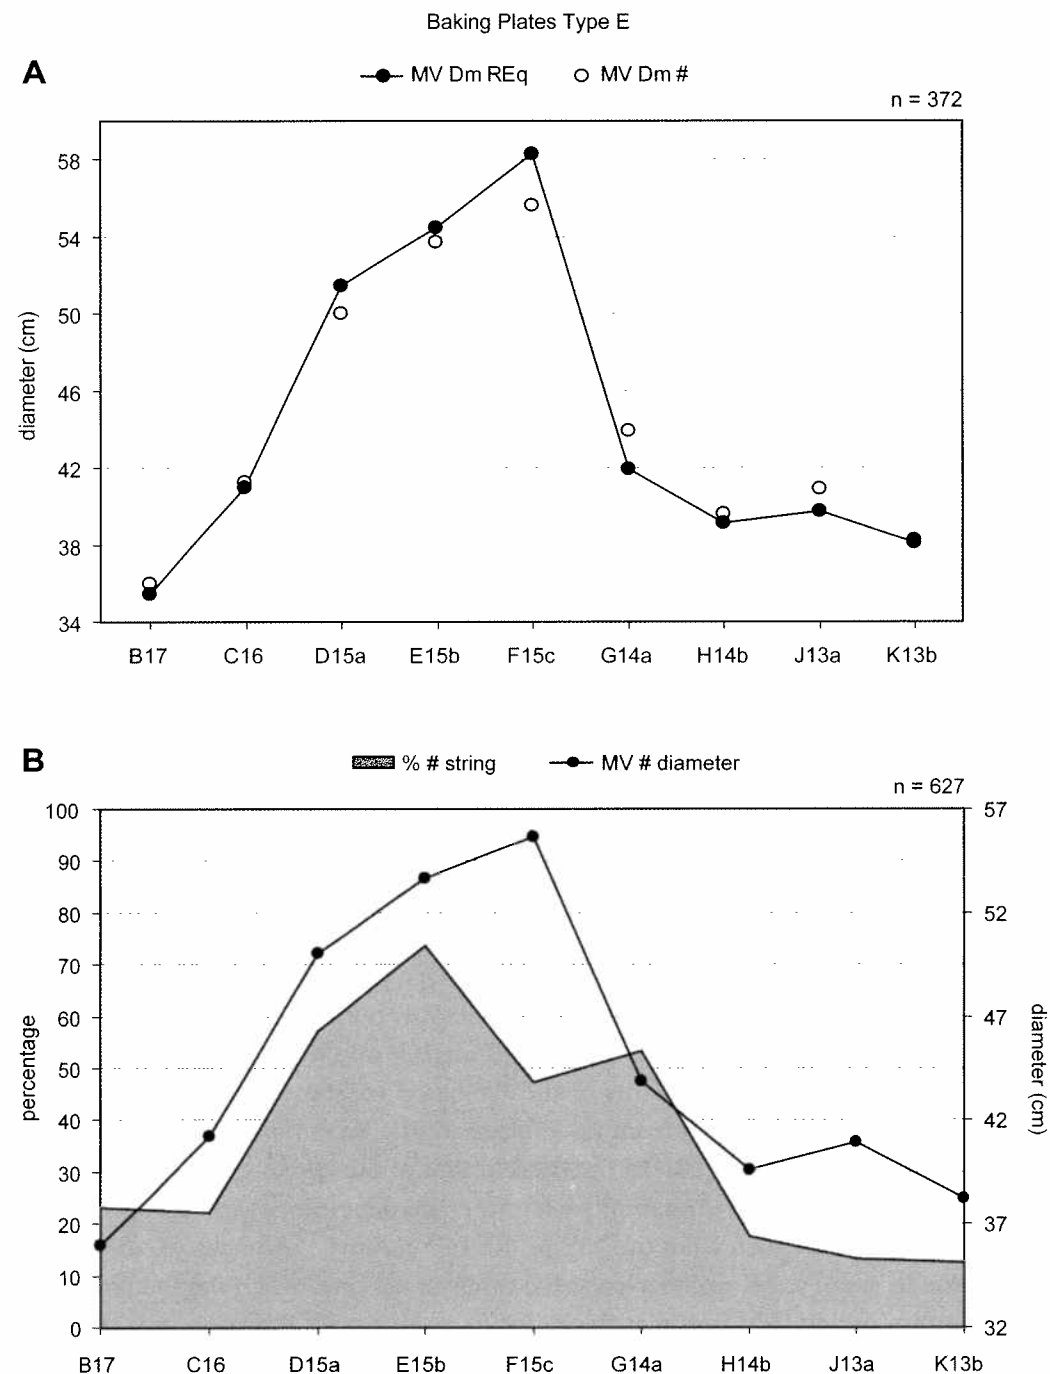 Baking Plates Type E
A
MV Dm REq MV Dm #
n = 372
58
54
50
46
42
38
34
diameter (cm)
B17 C16 D15a E15b F15c G14a H14b J13a K13b
B
% # string MV # diameter
n = 627
100 57
90
80 52
70
60 47
50
40 42
30
20 37
10
0 32
percentage
diameter (cm)
B17 C16 D15a E15b F15c G14a H14b J13a K13b